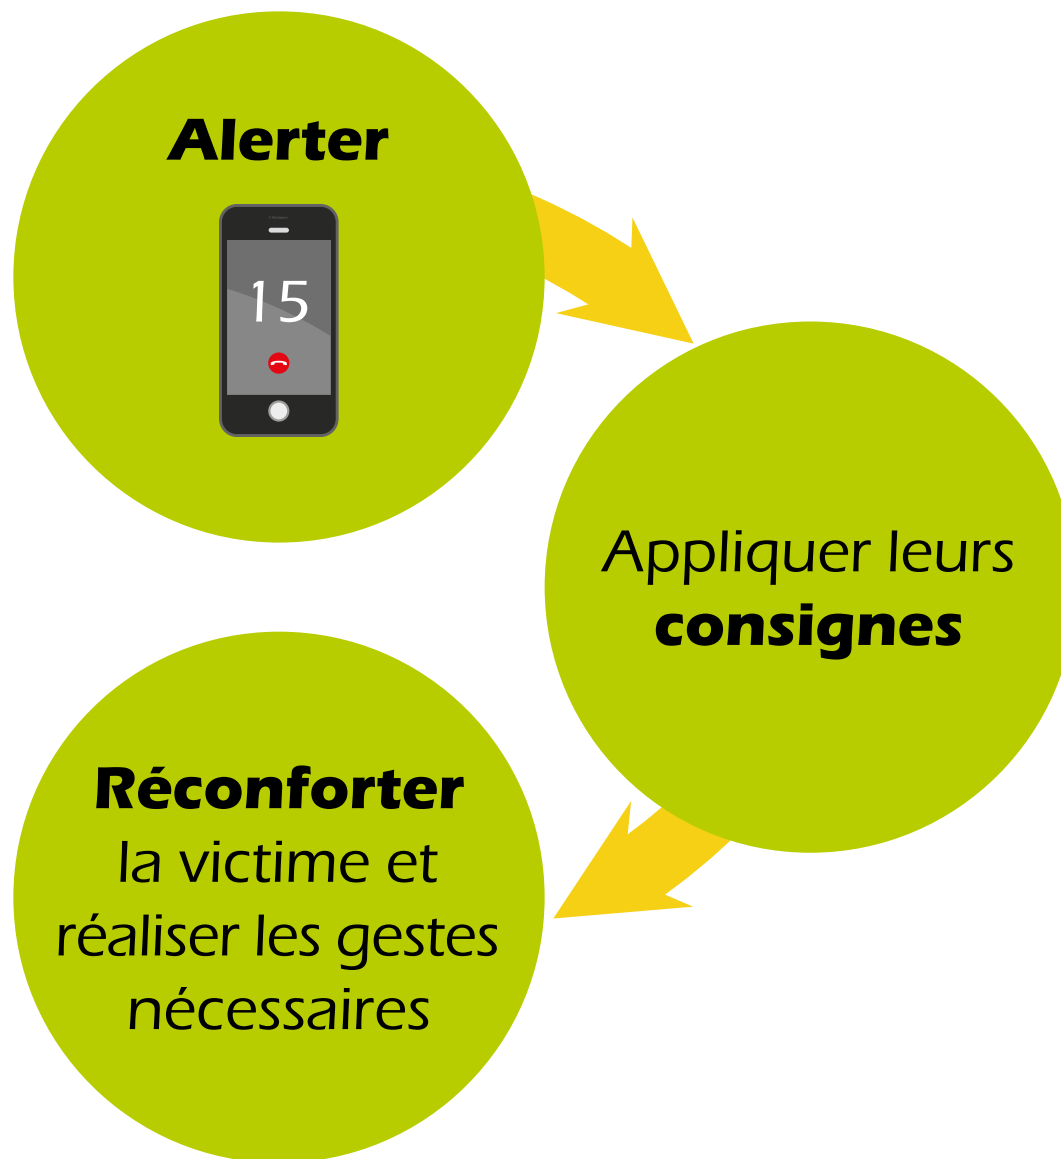 Alerter
15
Appliquer leurs
consignes
Réconforter
la victime et
réaliser les gestes
nécessaires